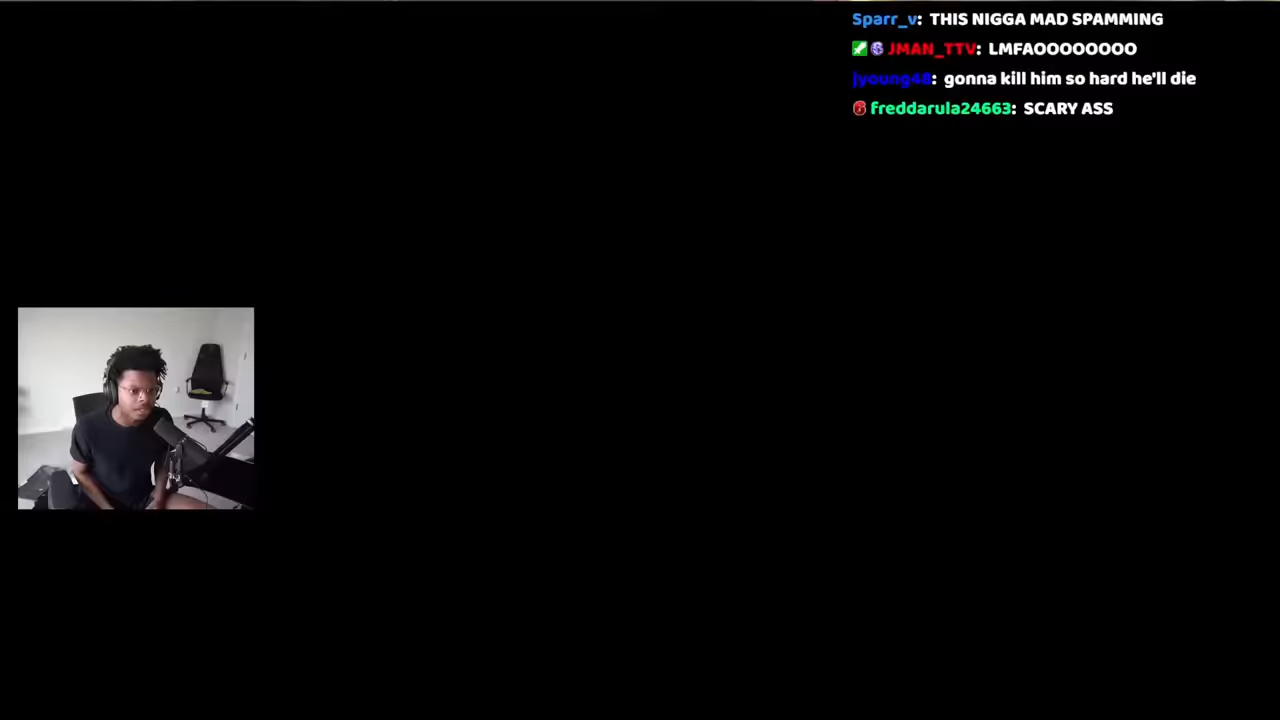 Sparr_v: THIS NIGGA MAD SPAMMING
JMAN_TTV: LMFAOOOOOOOO
jyoung48: gonna kill him so hard he'll die
freddarula24663: SCARY ASS